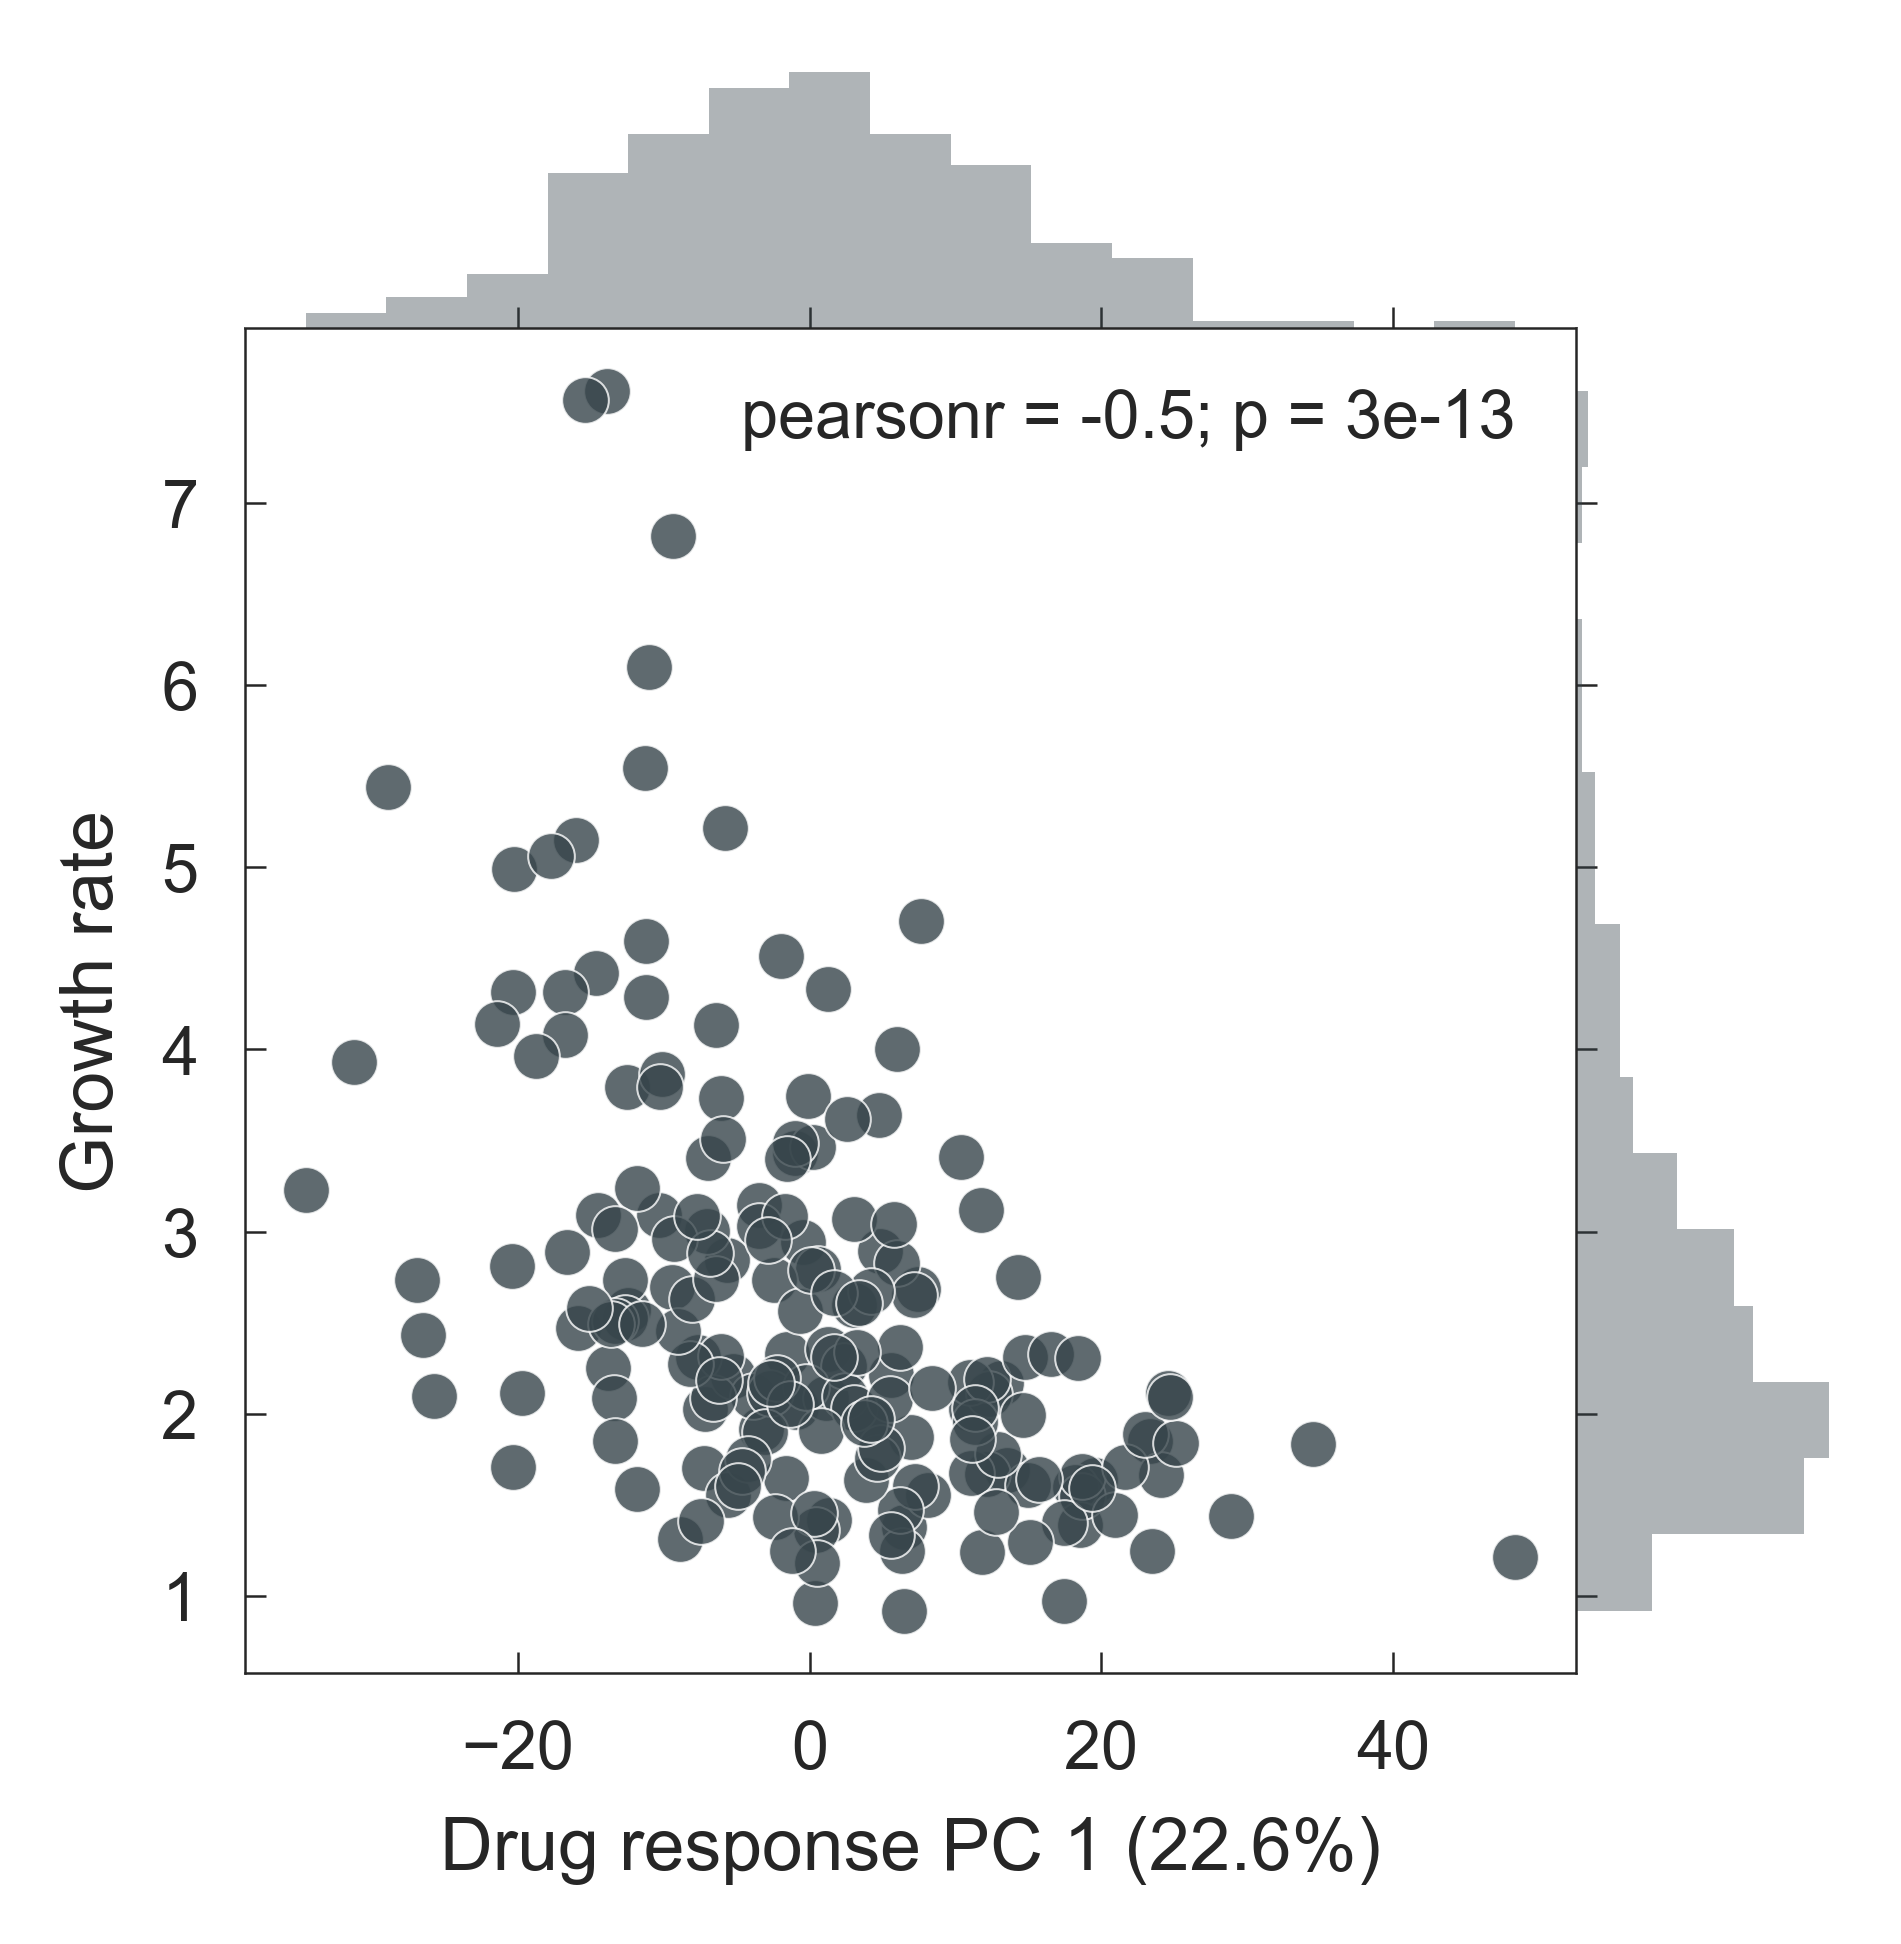 pearsonr = -0.5; p = 3e-13
7
6
5
4
3
2
1
Growth rate
−20 0 20 40
Drug response PC 1 (22.6%)